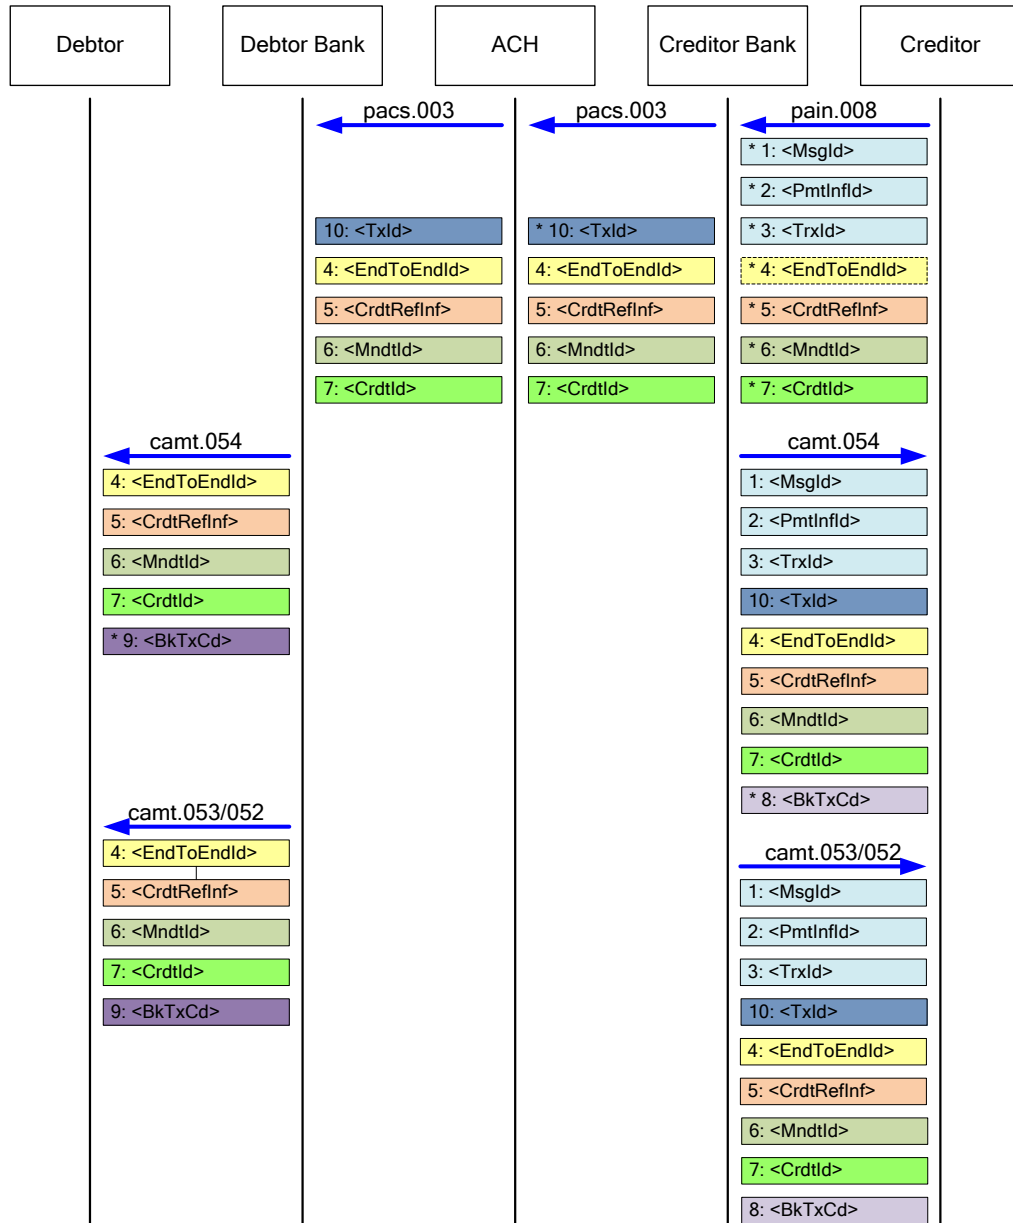 Debtor
Debtor Bank
ACH
Creditor Bank
Creditor
pacs.003
pacs.003
pain.008
* 1: <MsgId>
* 2: <PmtInfId>
10: <TxId>
* 10: <TxId>
* 3: <TrxId>
4: <EndToEndId>
4: <EndToEndId>
* 4: <EndToEndId>
5: <CrdtRefInf>
5: <CrdtRefInf>
* 5: <CrdtRefInf>
6: <MndtId>
6: <MndtId>
* 6: <MndtId>
7: <CrdtId>
7: <CrdtId>
* 7: <CrdtId>
camt.054
camt.054
4: <EndToEndId>
1: <MsgId>
5: <CrdtRefInf>
2: <PmtInfId>
6: <MndtId>
3: <TrxId>
7: <CrdtId>
10: <TxId>
* 9: <BkTxCd>
4: <EndToEndId>
5: <CrdtRefInf>
6: <MndtId>
7: <CrdtId>
* 8: <BkTxCd>
camt.053/052
4: <EndToEndId>
camt.053/052
5: <CrdtRefInf>
1: <MsgId>
6: <MndtId>
2: <PmtInfId>
7: <CrdtId>
3: <TrxId>
9: <BkTxCd>
10: <TxId>
4: <EndToEndId>
5: <CrdtRefInf>
6: <MndtId>
7: <CrdtId>
8: <BkTxCd>